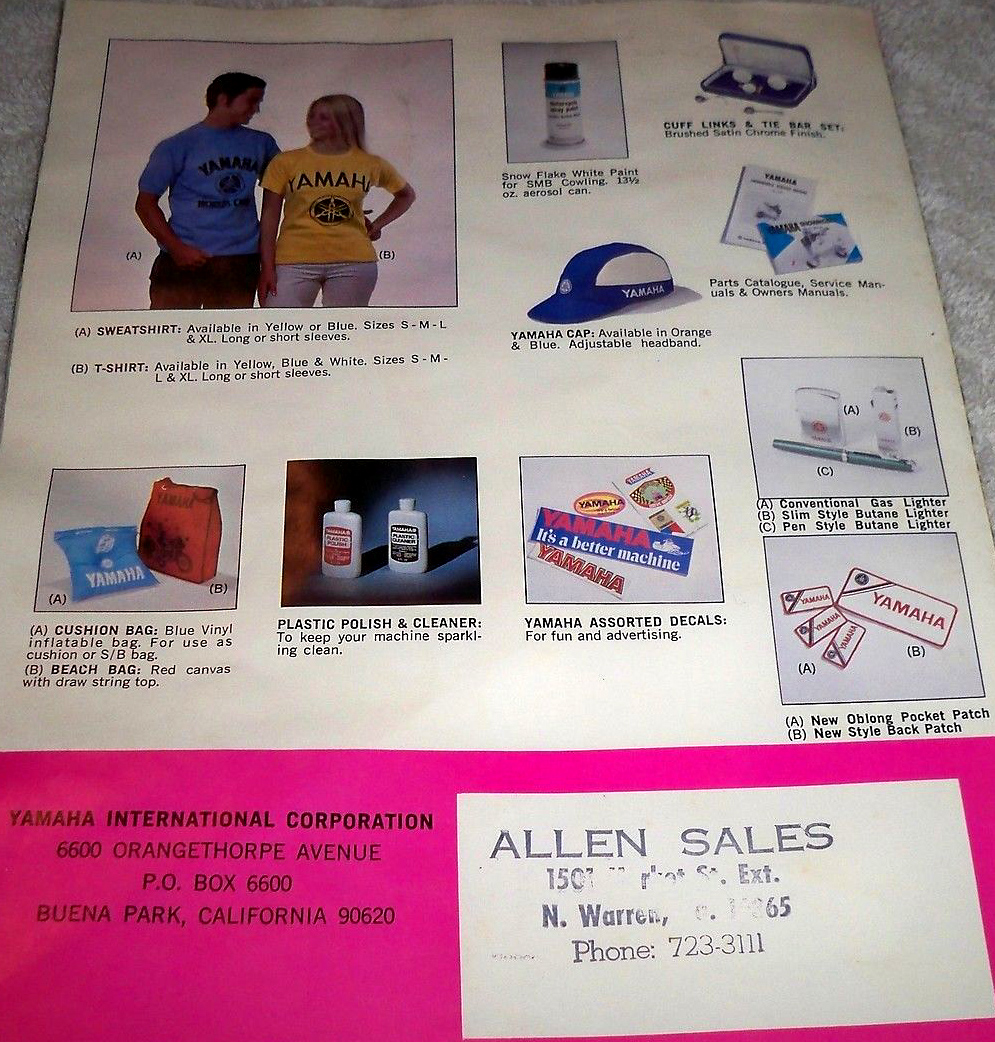 YAMAHA
YAMAHA
(A)
(B)
(A) SWEATSHIRT: Available in Yellow or Blue. Sizes S - M - L
& XL. Long or short sleeves.
(B) T-SHIRT: Available in Yellow, Blue & White. Sizes S - M -
L & XL. Long or short sleeves.
Snow Flake White Paint
for SMB Cowling. 13½
oz. aerosol can.
CUFF LINKS & TIE BAR SET:
Brushed Satin Chrome Finish.
YAMAHA
YAMAHA
Parts Catalogue, Service Man-
uals & Owners Manuals.
YAMAHA
YAMAHA CAP: Available in Orange
& Blue. Adjustable headband.
(A)
(B)
(C)
(A) Conventional Gas Lighter
(B) Slim Style Butane Lighter
(C) Pen Style Butane Lighter
YAMAHA
YAMAHA
(A)
(B)
(A) CUSHION BAG: Blue Vinyl
inflatable bag. For use as
cushion or S/B bag.
(B) BEACH BAG: Red canvas
with draw string top.
YAMAHA
PLASTIC
POLISH
YAMAHA
PLASTIC
CLEANER
PLASTIC POLISH & CLEANER:
To keep your machine sparkl-
ing clean.
YAMAHA
YAMAHA
YAMAHA
It's a better machine
YAMAHA
YAMAHA ASSORTED DECALS:
For fun and advertising.
YAMAHA
YAMAHA
YAMAHA
YAMAHA
(A)
(B)
(A) New Oblong Pocket Patch
(B) New Style Back Patch
YAMAHA INTERNATIONAL CORPORATION
6600 ORANGETHORPE AVENUE
P.O. BOX 6600
BUENA PARK, CALIFORNIA 90620
ALLEN SALES
St. Ext.
N. Warren,
Phone: 723-3111